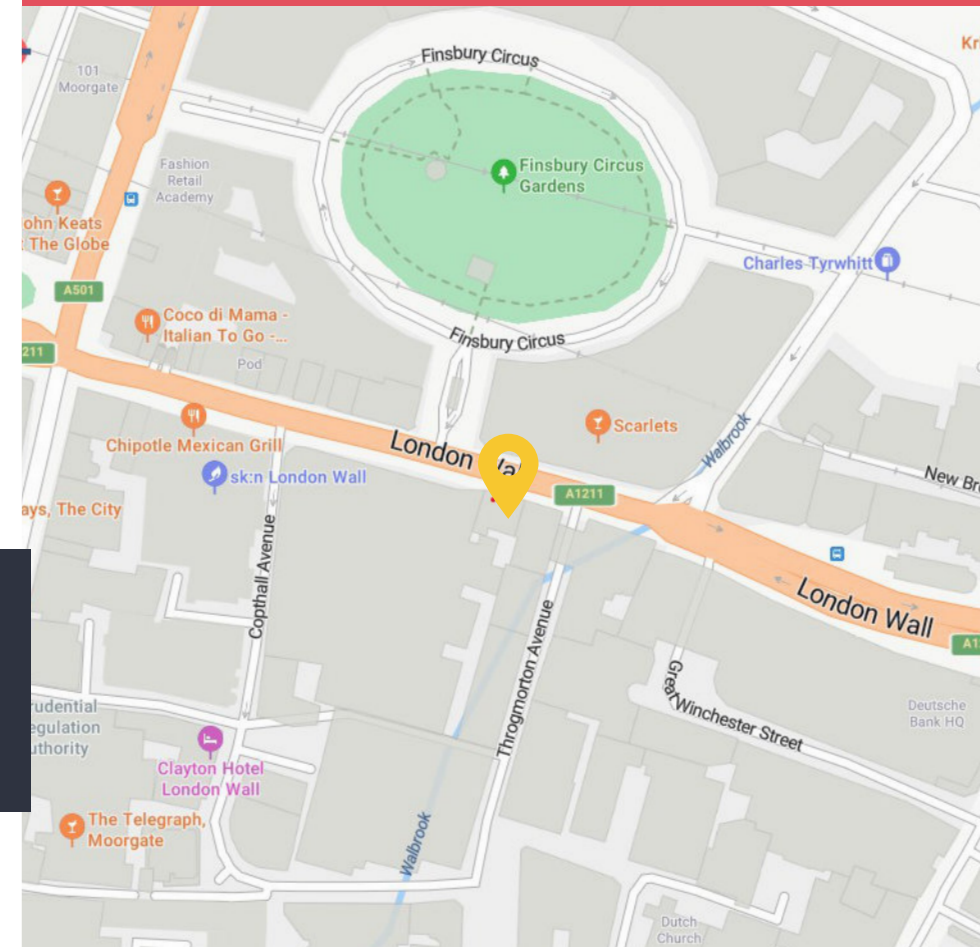 Finsbury Circus
Kr
101
Moorgate
Fashion
Retail
Academy
Finsbury Circus
Gardens
ohn Keats
The Globe
Charles Tyrwhitt
A501
Coco di Mama -
Italian To Go -...
211
Finsbury Circus
Pod
Scarlets
Chipotle Mexican Grill
London Wal
Walbrook
sk:n London Wall
New Br
A1211
ays, The City
Copthall Avenue
London Wall
A1
Throgmorton Avenue
Great Winchester Street
rudential
egulation
uthority
Deutsche
Bank HQ
Clayton Hotel
London Wall
The Telegraph,
Moorgate
Walbrook
Dutch
Church